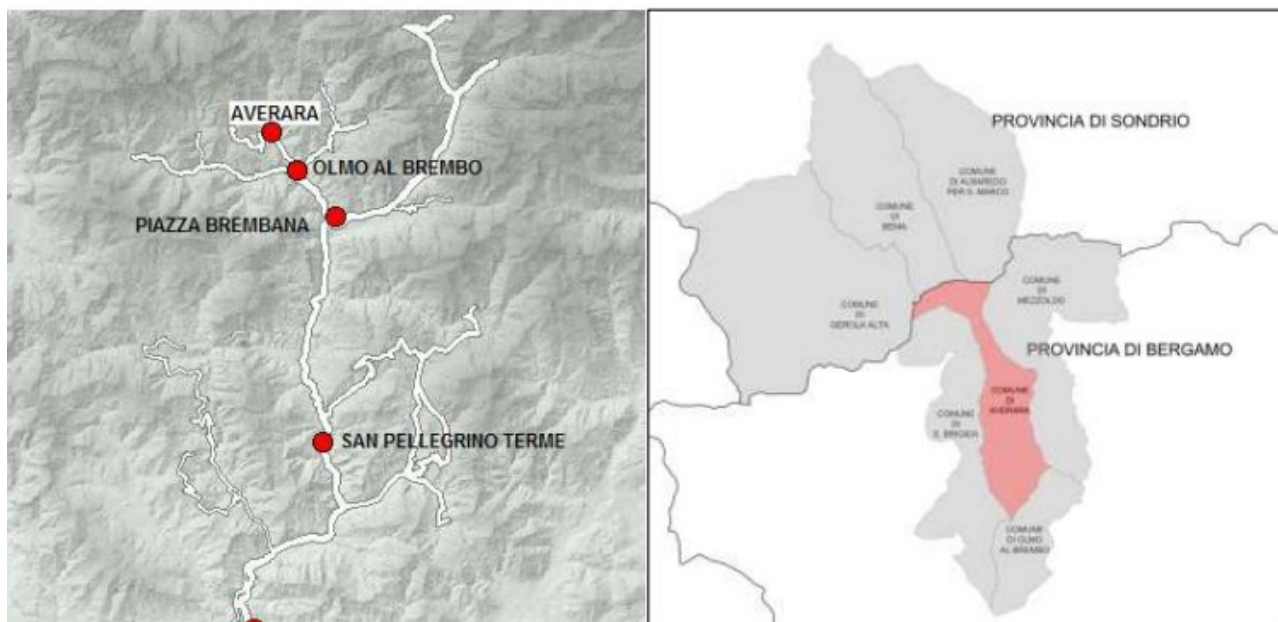 AVERARA
OLMO AL BREMBO
PIAZZA BREMBANA
SAN PELLEGRINO TERME
PROVINCIA DI SONDRIO
COMUNE
DI ALBAREDO
PER S. MARCO
COMUNE
DI
BEMA
COMUNE
DI
MEZZOLDO
COMUNE
DI
GEROLA ALTA
PROVINCIA DI BERGAMO
COMUNE
DI
AVERARA
COMUNE
DI
S. BRIGIDA
COMUNE
DI OLMO
AL BREMBO